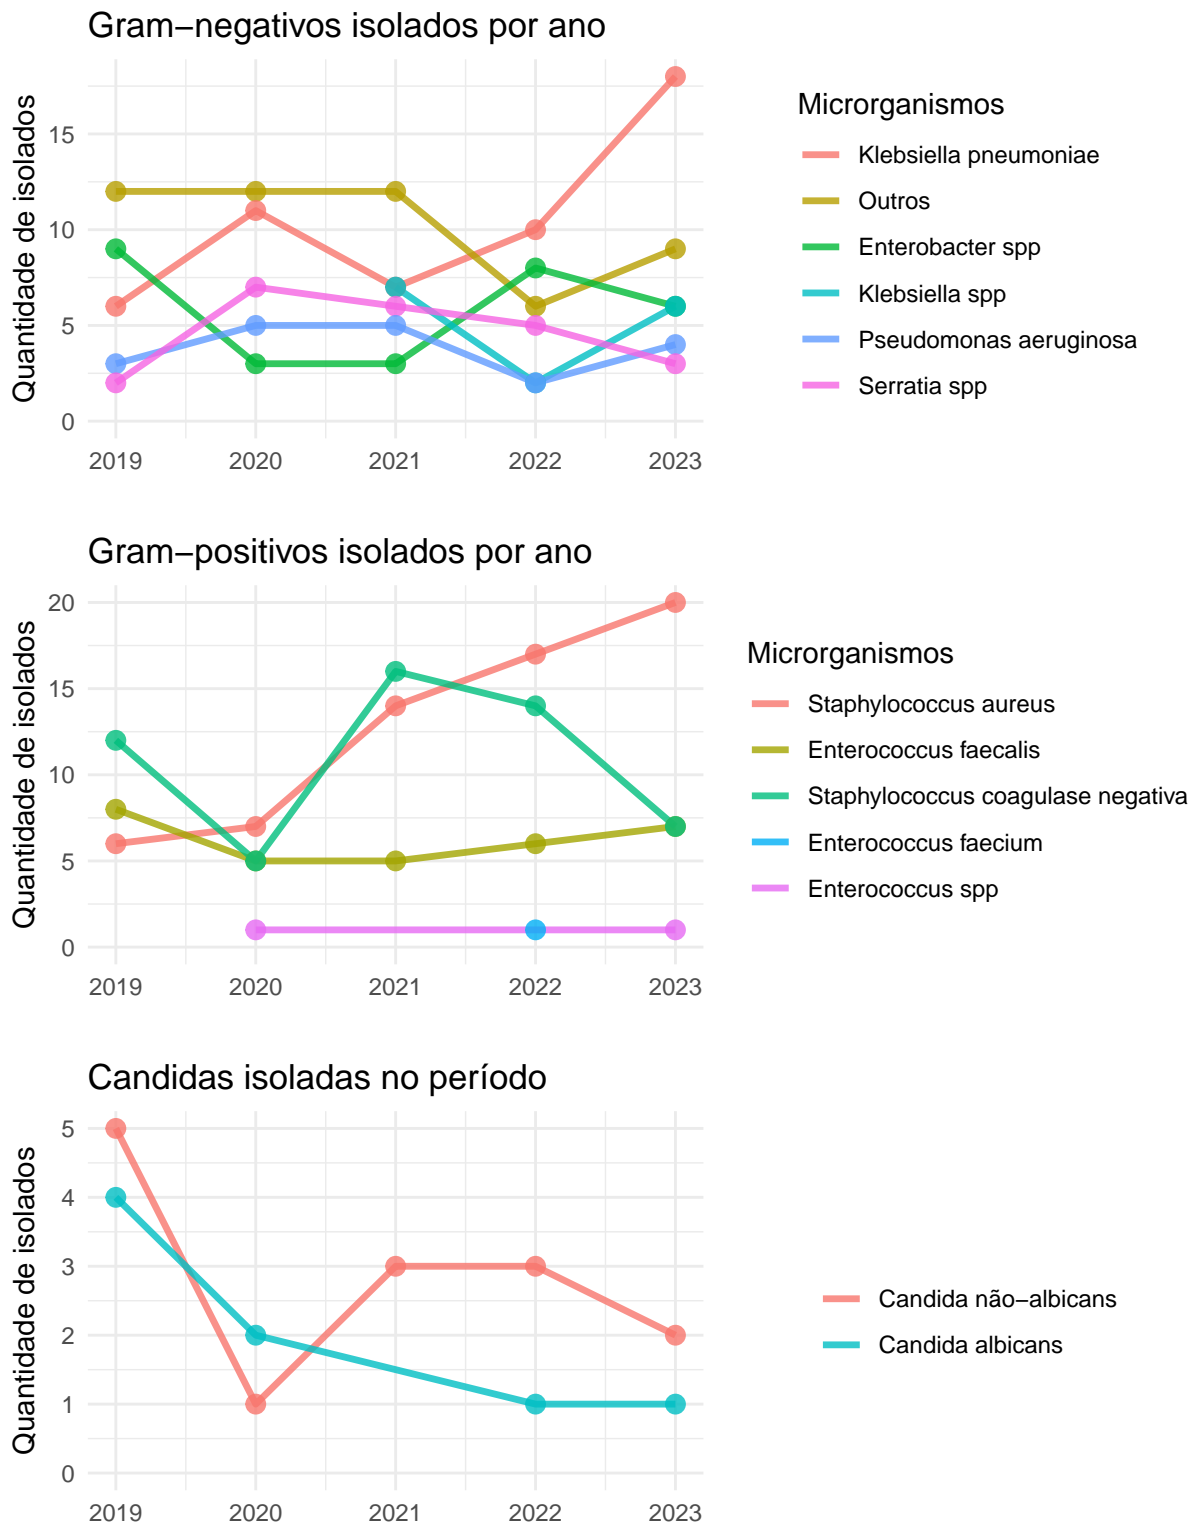 Gram−negativos isolados por ano
Quantidade de isolados
15
10
5
0
2019 2020 2021 2022 2023
Microrganismos
Klebsiella pneumoniae
Outros
Enterobacter spp
Klebsiella spp
Pseudomonas aeruginosa
Serratia spp
Gram−positivos isolados por ano
Quantidade de isolados
20
15
10
5
0
2019 2020 2021 2022 2023
Microrganismos
Staphylococcus aureus
Enterococcus faecalis
Staphylococcus coagulase negativa
Enterococcus faecium
Enterococcus spp
Candidas isoladas no período
Quantidade de isolados
5
4
3
2
1
0
2019 2020 2021 2022 2023
Candida não−albicans
Candida albicans